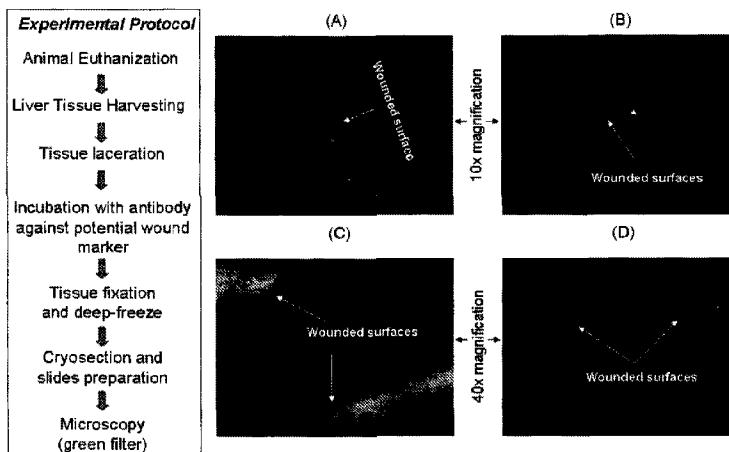 Experimental Protocol
Animal Euthanization
Liver Tissue Harvesting
Tissue laceration
Incubation with antibody
against potential wound
marker
Tissue fixation
and deep-freeze
Cryosection and
slides preparation
Microscopy
(green filter)
(A)
Wounded
surface
10x magnification
(B)
Wounded surfaces
(C)
Wounded surfaces
40x magnification
(D)
Wounded surfaces